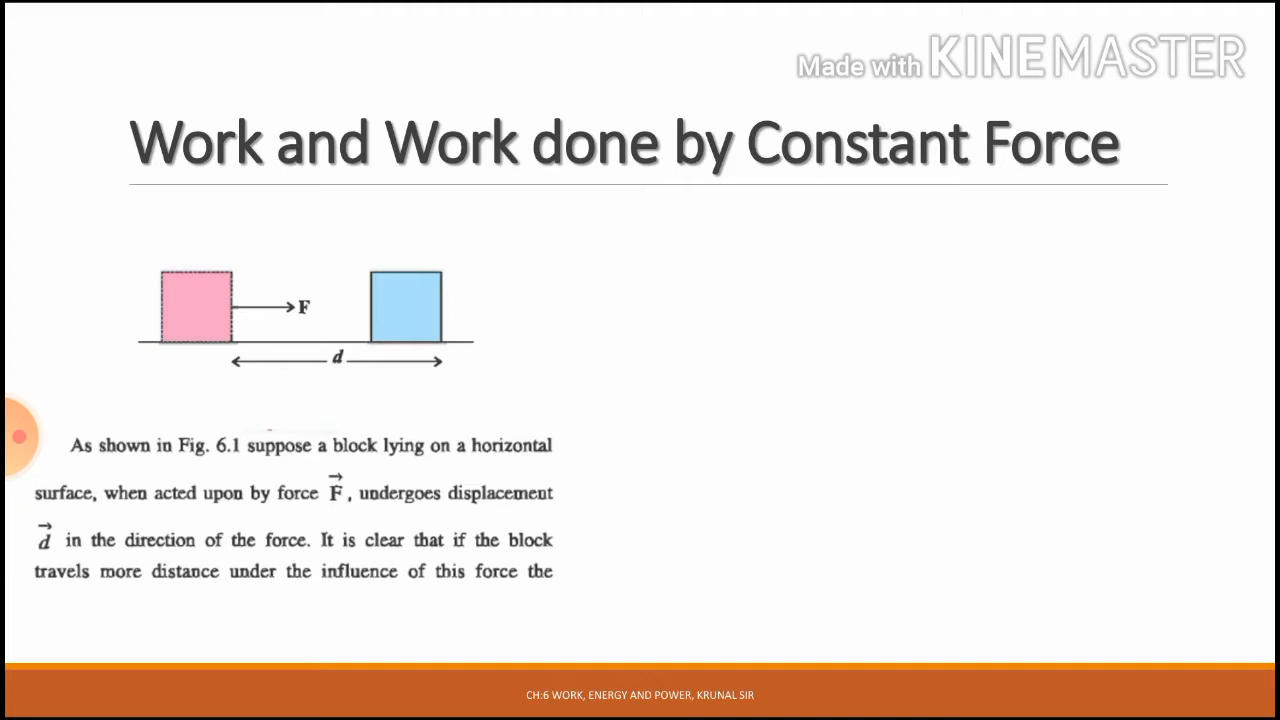 Made with KINEMASTER
Work and Work done by Constant Force
F
d
As shown in Fig. 6.1 suppose a block lying on a horizontal
surface, when acted upon by force F⃗, undergoes displacement
d⃗ in the direction of the force. It is clear that if the block
travels more distance under the influence of this force the
CH:6 WORK, ENERGY AND POWER, KRUNAL SIR